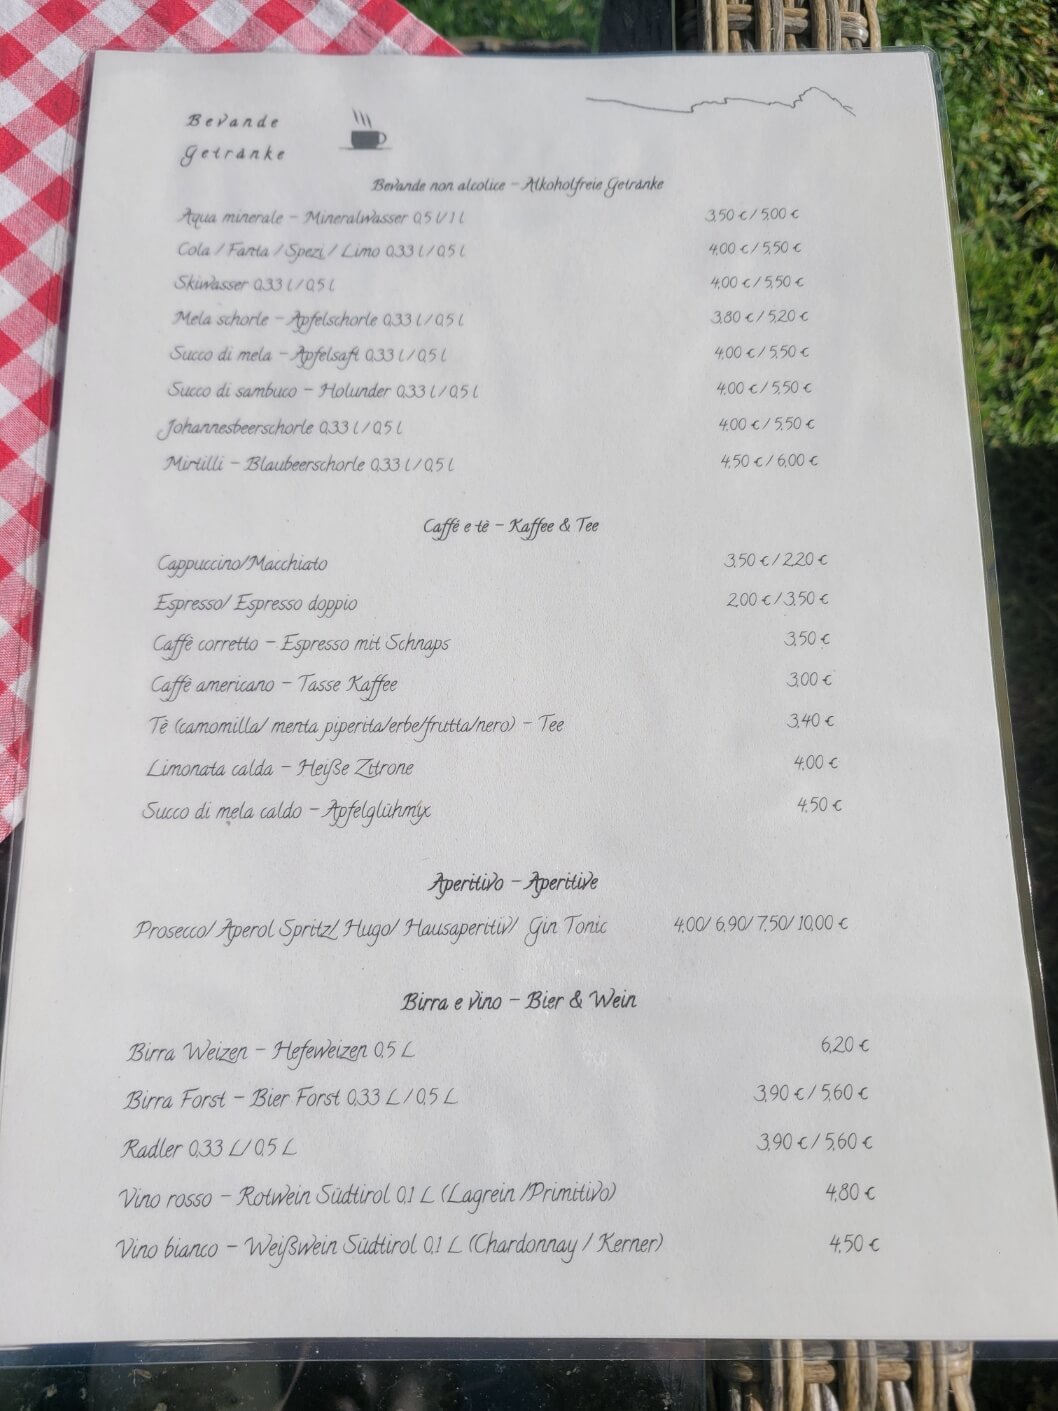 Bevande
Getränke
Bevande non alcolice - Alkoholfreie Getränke
Aqua minerale - Mineralwasser 0,5 l/1 l 3,50 €/5,00 €
Cola / Fanta / Spezi / Limo 0,33 l/0,5 l 4,00 €/5,50 €
Skiwasser 0,33 l/0,5 l 4,00 €/5,50 €
Mela schorle - Apfelschorle 0,33 l/0,5 l 3,80 €/5,20 €
Succo di mela - Apfelsaft 0,33 l/0,5 l 4,00 €/5,50 €
Succo di sambuco - Holunder 0,33 l/0,5 l 4,00 €/5,50 €
Johannesbeerschorle 0,33 l/0,5 l 4,00 €/5,50 €
Mirtilli - Blaubeerschorle 0,33 l/0,5 l 4,50 €/6,00 €
Caffé e tè - Kaffee & Tee
Cappuccino/Macchiato 3,50 €/2,20 €
Espresso/ Espresso doppio 2,00 €/3,50 €
Caffè corretto - Espresso mit Schnaps 3,50 €
Caffè americano - Tasse Kaffee 3,00 €
Tè (camomilla/ menta piperita/erbe/frutta/nero) - Tee 3,40 €
Limonata calda - Heiße Zitrone 4,00 €
Succo di mela caldo - Apfelglühmix 4,50 €
Aperitivo - Aperitive
Prosecco/ Aperol Spritz/ Hugo/ Hausaperitiv/ Gin Tonic 4,00/ 6,90/ 7,50/ 10,00 €
Birra e vino - Bier & Wein
Birra Weizen - Hefeweizen 0,5 L 6,20 €
Birra Forst - Bier Forst 0,33 L/0,5 L 3,90 €/5,60 €
Radler 0,33 L/0,5 L 3,90 €/5,60 €
Vino rosso - Rotwein Südtirol 0,1 L (Lagrein /Primitivo) 4,80 €
Vino bianco - Weißwein Südtirol 0,1 L (Chardonnay / Kerner) 4,50 €